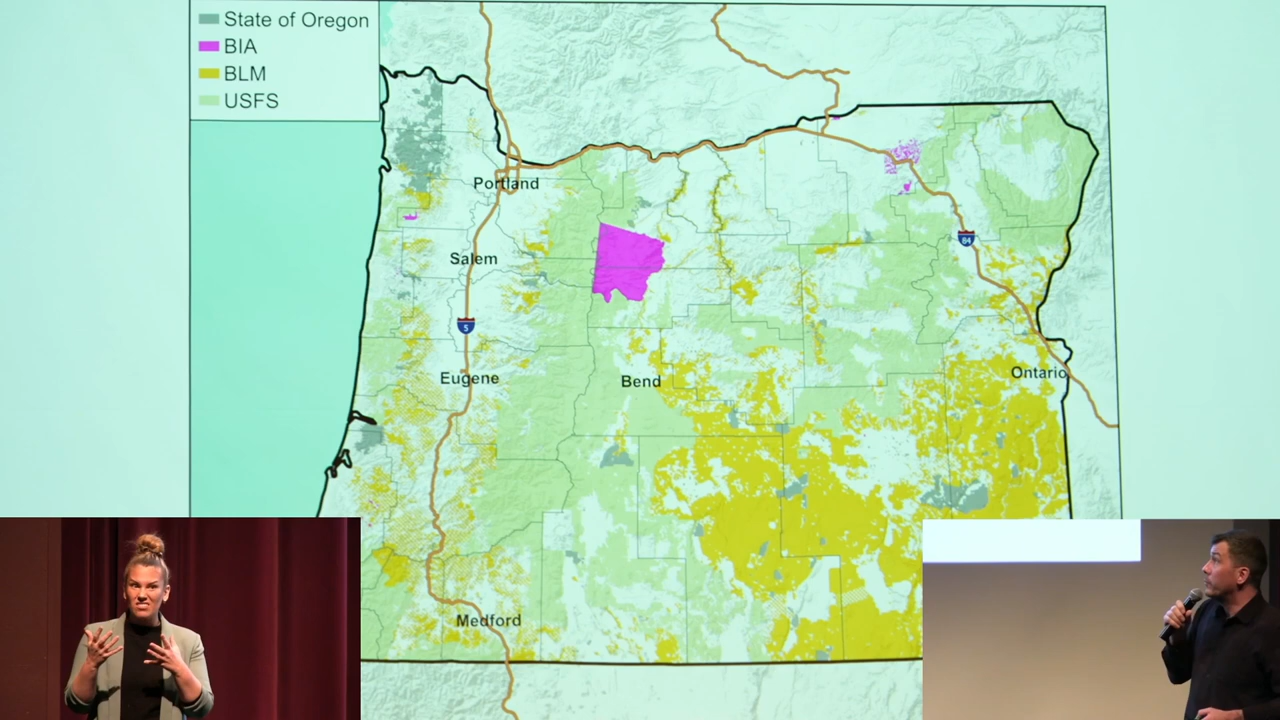 State of Oregon
BIA
BLM
USFS
Portland
Salem
84
5
Eugene
Bend
Ontario
Medford